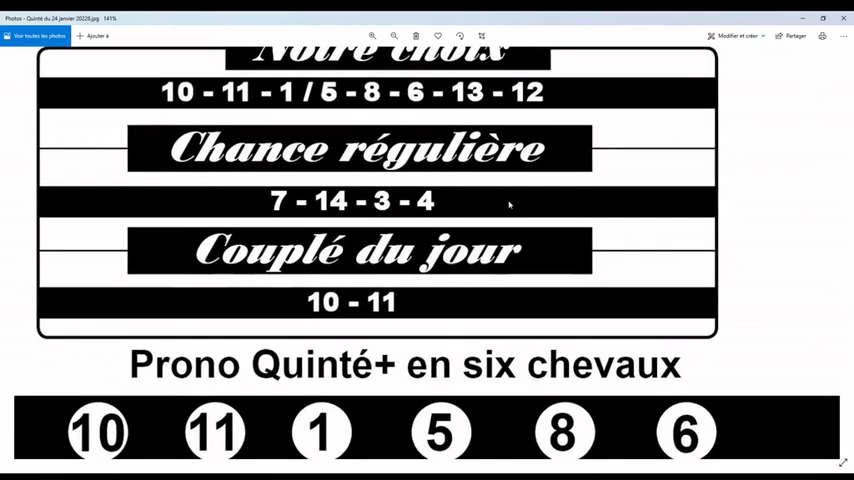 Photos - Quinté du 24 janvier 20228.jpg 141%
Voir toutes les photos + Ajouter à Modifier et créer Partager
Notre choix
10 - 11 - 1 / 5 - 8 - 6 - 13 - 12
Chance régulière
7 - 14 - 3 - 4
Couplé du jour
10 - 11
Prono Quinté+ en six chevaux
10 11 1 5 8 6